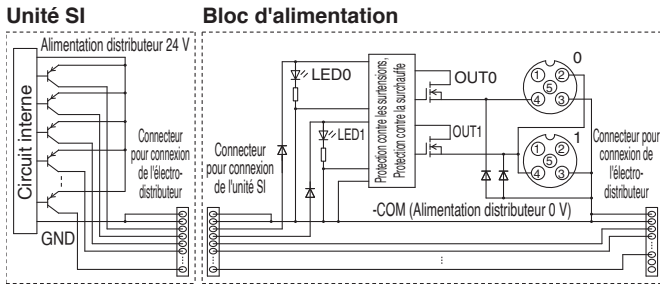 Unité SI
Bloc d'alimentation
Alimentation distributeur 24 V
Circuit interne
Connecteur
pour connexion
de l'électro-
distributeur
GND
Connecteur
pour connexion
de l'unité SI
LED0
LED1
Protection contre les surtensions,
Protection contre la surchauffe
OUT0
OUT1
0
1 2
5
4 3
1
1 2
5
4 3
Connecteur pour
connexion de
l'électro-
distributeur
-COM (Alimentation distributeur 0 V)